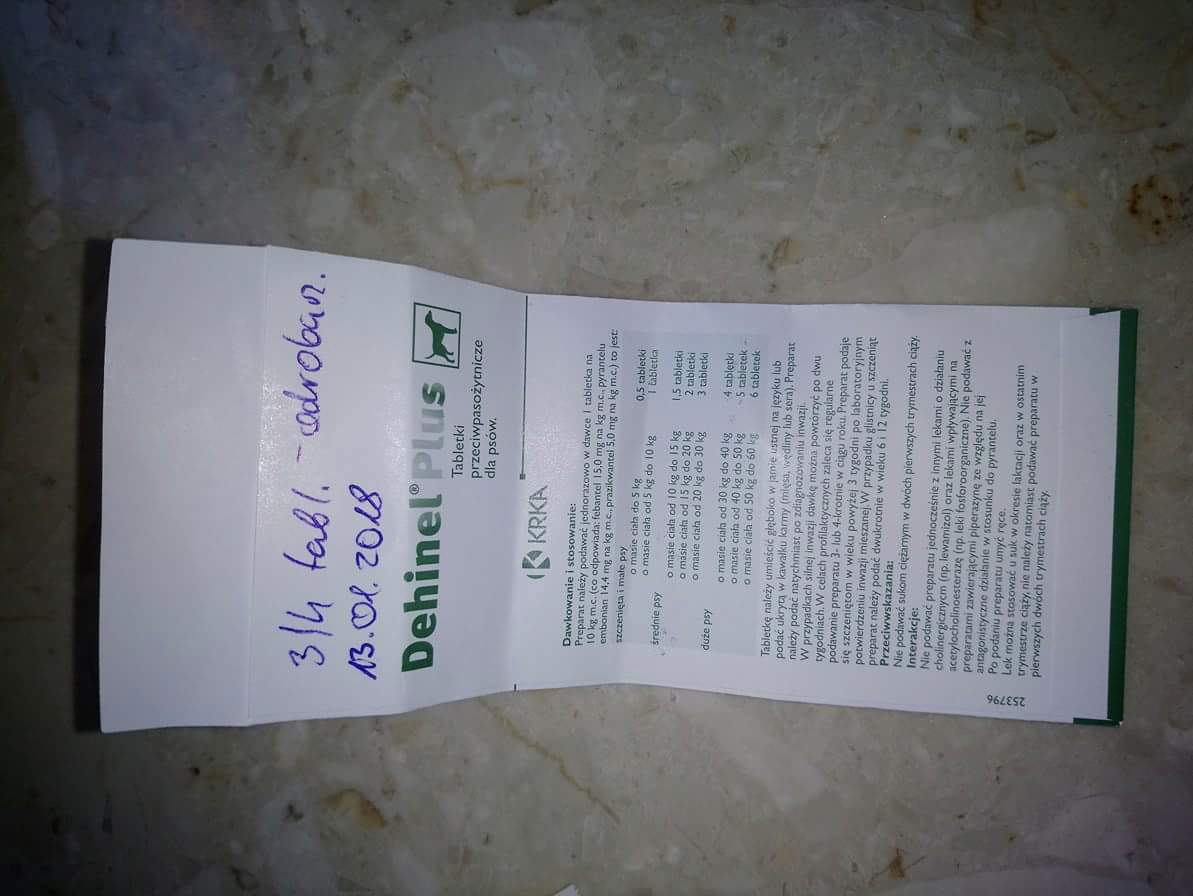 3/4 tabl. - odrobacz.
13.01.2018
Dehinel® Plus
Tabletki
przeciwpasożytnicze
dla psów.
KRKA
Dawkowanie i stosowanie:
Preparat należy podawać jednorazowo w dawce 1 tabletka na
10 kg m.c. (co odpowiada: febantel 15,0 mg na kg m.c., pyrantelu
embonian 14,4 mg na kg m.c., prazikwantel 5,0 mg na kg m.c.) to jest:
szczenięta i małe psy
o masie ciała do 5 kg 0,5 tabletki
o masie ciała od 5 kg do 10 kg 1 tabletka
średnie psy
o masie ciała od 10 kg do 15 kg 1,5 tabletki
o masie ciała od 15 kg do 20 kg 2 tabletki
o masie ciała od 20 kg do 30 kg 3 tabletki
duże psy
o masie ciała od 30 kg do 40 kg 4 tabletki
o masie ciała od 40 kg do 50 kg 5 tabletek
o masie ciała od 50 kg do 60 kg 6 tabletek
Tabletkę należy umieścić głęboko w jamie ustnej na języku lub
podać ukrytą w kawałku karmy (mięsa, wędliny lub sera). Preparat
należy podać natychmiast po zdiagnozowaniu inwazji.
W przypadkach silnej inwazji dawkę można powtórzyć po dwu
tygodniach. W celach profilaktycznych zaleca się regularne
podawanie preparatu 3- lub 4-krotnie w ciągu roku. Preparat podaje
się szczeniętom w wieku powyżej 3 tygodni po laboratoryjnym
potwierdzeniu inwazji mieszanej. W przypadku glistnicy u szczeniąt
preparat należy podać dwukrotnie w wieku 6 i 12 tygodni.
Przeciwwskazania:
Nie podawać sukom ciężarnym w dwóch pierwszych trymestrach ciąży.
Interakcje:
Nie podawać preparatu jednocześnie z innymi lekami o działaniu
cholinergicznym (np. lewamizol) oraz lekami wpływającymi na
acetylocholinoesterazę (np. leki fosforoorganiczne). Nie podawać z
preparatami zawierającymi piperazynę ze względu na jej
antagonistyczne działanie w stosunku do pyrantelu.
Po podaniu preparatu umyć ręce.
Lek można stosować u suk w okresie laktacji oraz w ostatnim
trymestrze ciąży, nie należy natomiast podawać preparatu w
pierwszych dwóch trymestrach ciąży.
253796